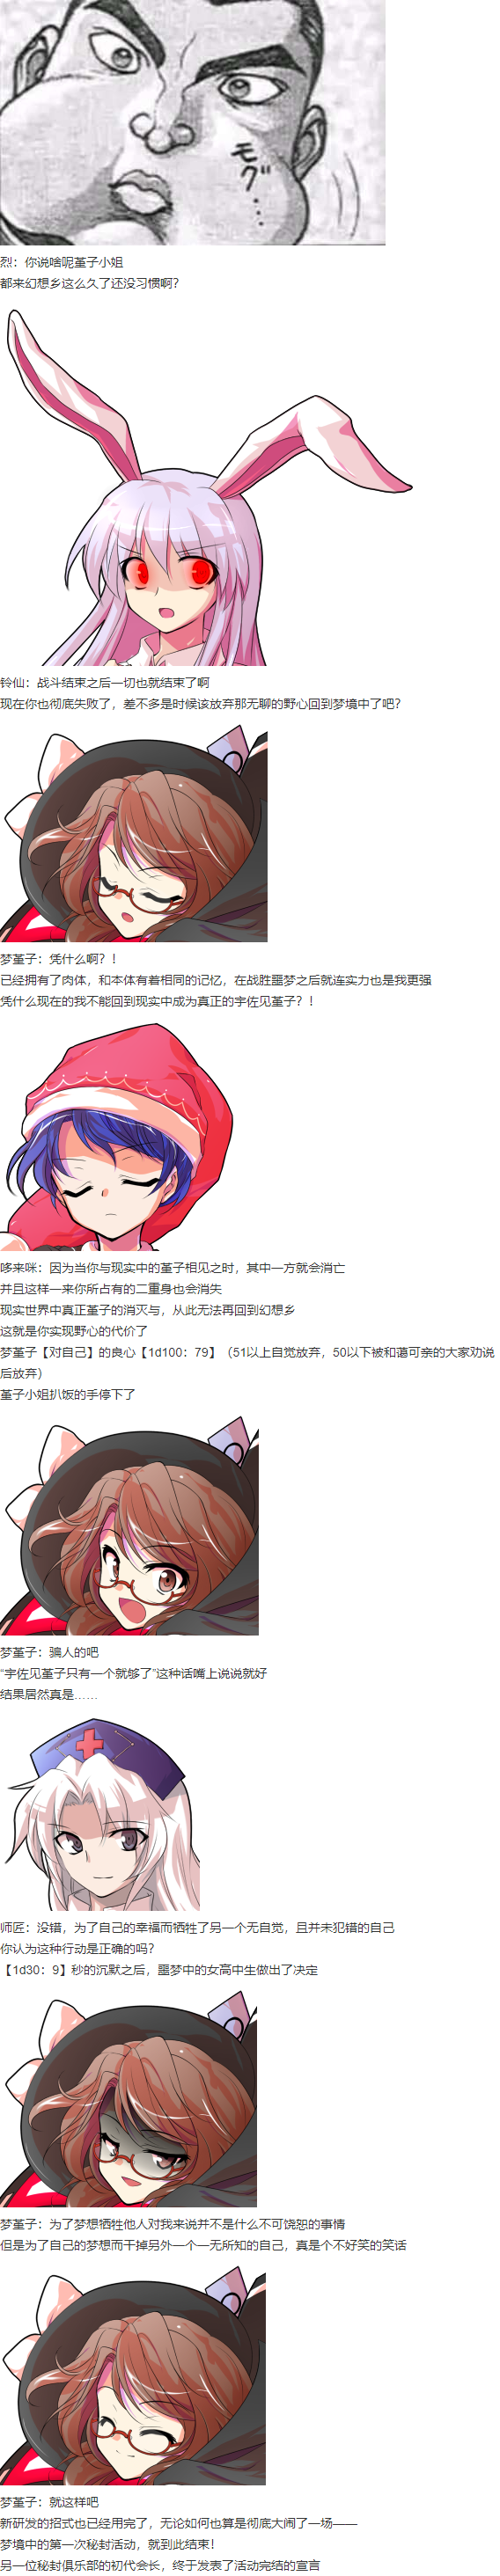 モグ…
烈：你说啥呢堇子小姐
都来幻想乡这么久了还没习惯啊？
铃仙：战斗结束之后一切也就结束了啊
现在你也彻底失败了，差不多是时候该放弃那无聊的野心回到梦境中了吧？
梦堇子：凭什么啊？！
已经拥有了肉体，和本体有着相同的记忆，在战胜噩梦之后就连实力也是我更强
凭什么现在的我不能回到现实中成为真正的宇佐见堇子？！
哆来咪：因为当你与现实中的堇子相见之时，其中一方就会消亡
并且这样一来你所占有的二重身也会消失
现实世界中真正堇子的消灭与，从此无法再回到幻想乡
这就是你实现野心的代价了
梦堇子【对自己】的良心【1d100：79】（51以上自觉放弃，50以下被和蔼可亲的大家劝说
后放弃）
堇子小姐扒饭的手停下了
梦堇子：骗人的吧
“宇佐见堇子只有一个就够了”这种话嘴上说说就好
结果居然真是……
师匠：没错，为了自己的幸福而牺牲了另一个无自觉，且并未犯错的自己
你认为这种行动是正确的吗？
【1d30：9】秒的沉默之后，噩梦中的女高中生做出了决定
梦堇子：为了梦想牺牲他人对我来说并不是什么不可饶恕的事情
但是为了自己的梦想而干掉另外一个一无所知的自己，真是个不好笑的笑话
梦堇子：就这样吧
新研发的招式也已经用完了，无论如何也算是彻底大闹了一场——
梦境中的第一次秘封活动，就到此结束！
另一位秘封俱乐部的初代会长，终于发表了活动完结的宣言